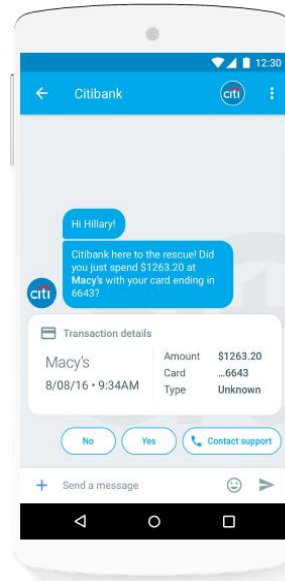 12:30
Citibank
citi
Hi Hillary!
Citibank here to the rescue! Did
you just spend $1263.20 at
Macy's with your card ending in
6643?
citi
Transaction details
Macy's
8/08/16 • 9:34AM
Amount $1263.20
Card ...6643
Type Unknown
No
Yes
Contact support
Send a message